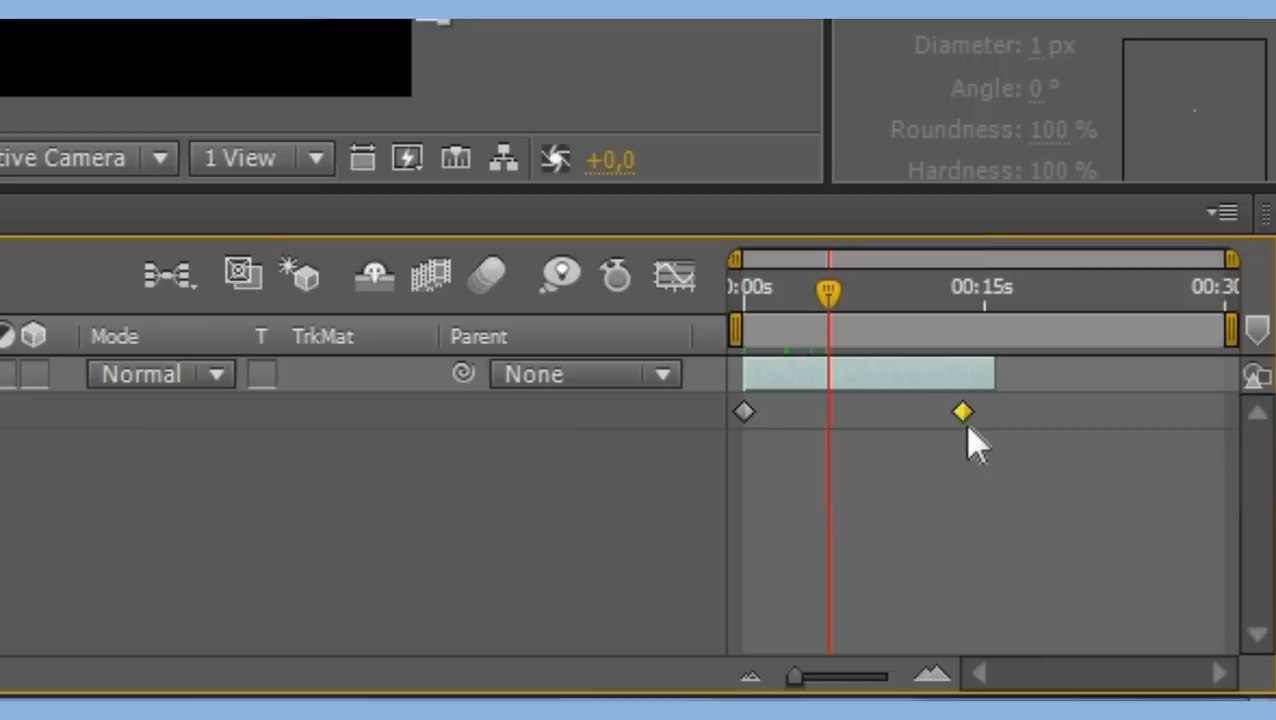 Diameter: 1 px
Angle: 0 °
Roundness: 100 %
Hardness: 100 %
tive Camera
1 View
+0,0
0:00s
00:15s
00:30
Mode
T
TrkMat
Parent
Normal
None